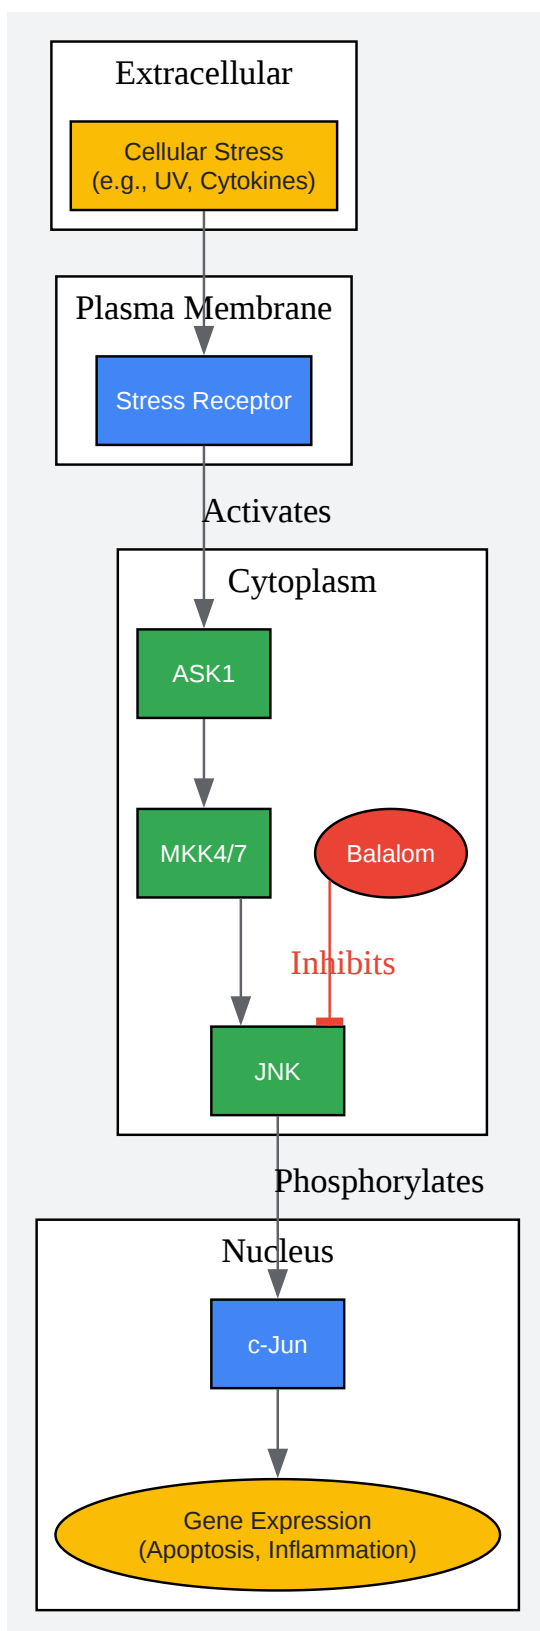 Extracellular
Cellular Stress
(e.g., UV, Cytokines)
Plasma Membrane
Stress Receptor
Activates
Cytoplasm
ASK1
MKK4/7
Balalom
Inhibits
JNK
Phosphorylates
Nucleus
c-Jun
Gene Expression
(Apoptosis, Inflammation)